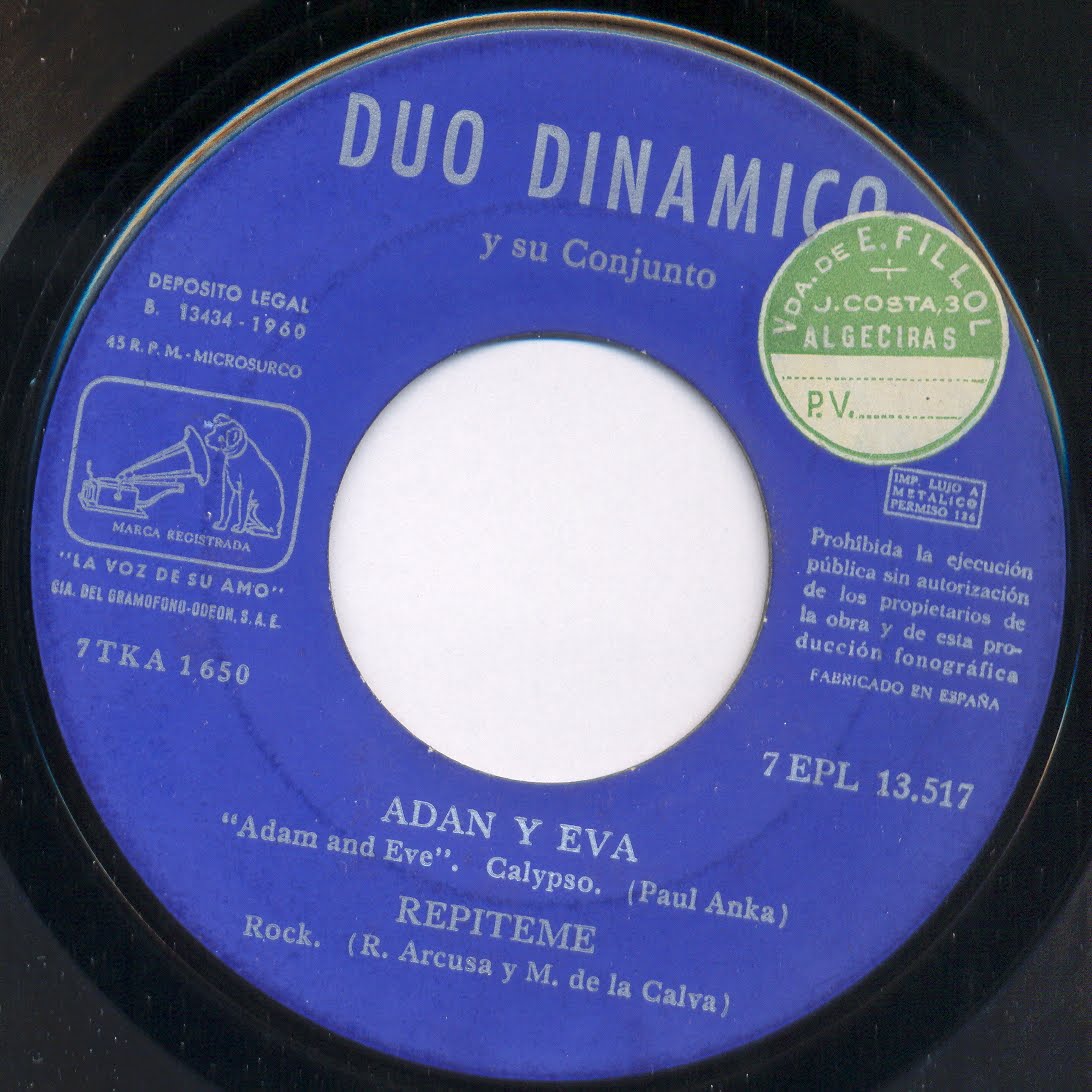 DUO DINAMICO
y su Conjunto
DEPOSITO LEGAL
B. 13434 - 1960
45 R. P. M. - MICROSURCO
MARCA REGISTRADA
"LA VOZ DE SU AMO"
CIA. DEL GRAMOFONO-ODEON, S. A. E.
7TKA 1650
VDA. DE E. FILLOL
J. COSTA, 30
ALGECIRAS
P.V.
IMP. LUJO A
METALICO
PERMISO 126
Prohíbida la ejecución
pública sin autorización
de los propietarios de
la obra y de esta pro-
ducción fonográfica
FABRICADO EN ESPAÑA
7 EPL 13.517
ADAN Y EVA
"Adam and Eve". Calypso. (Paul Anka)
REPITEME
Rock. (R. Arcusa y M. de la Calva)